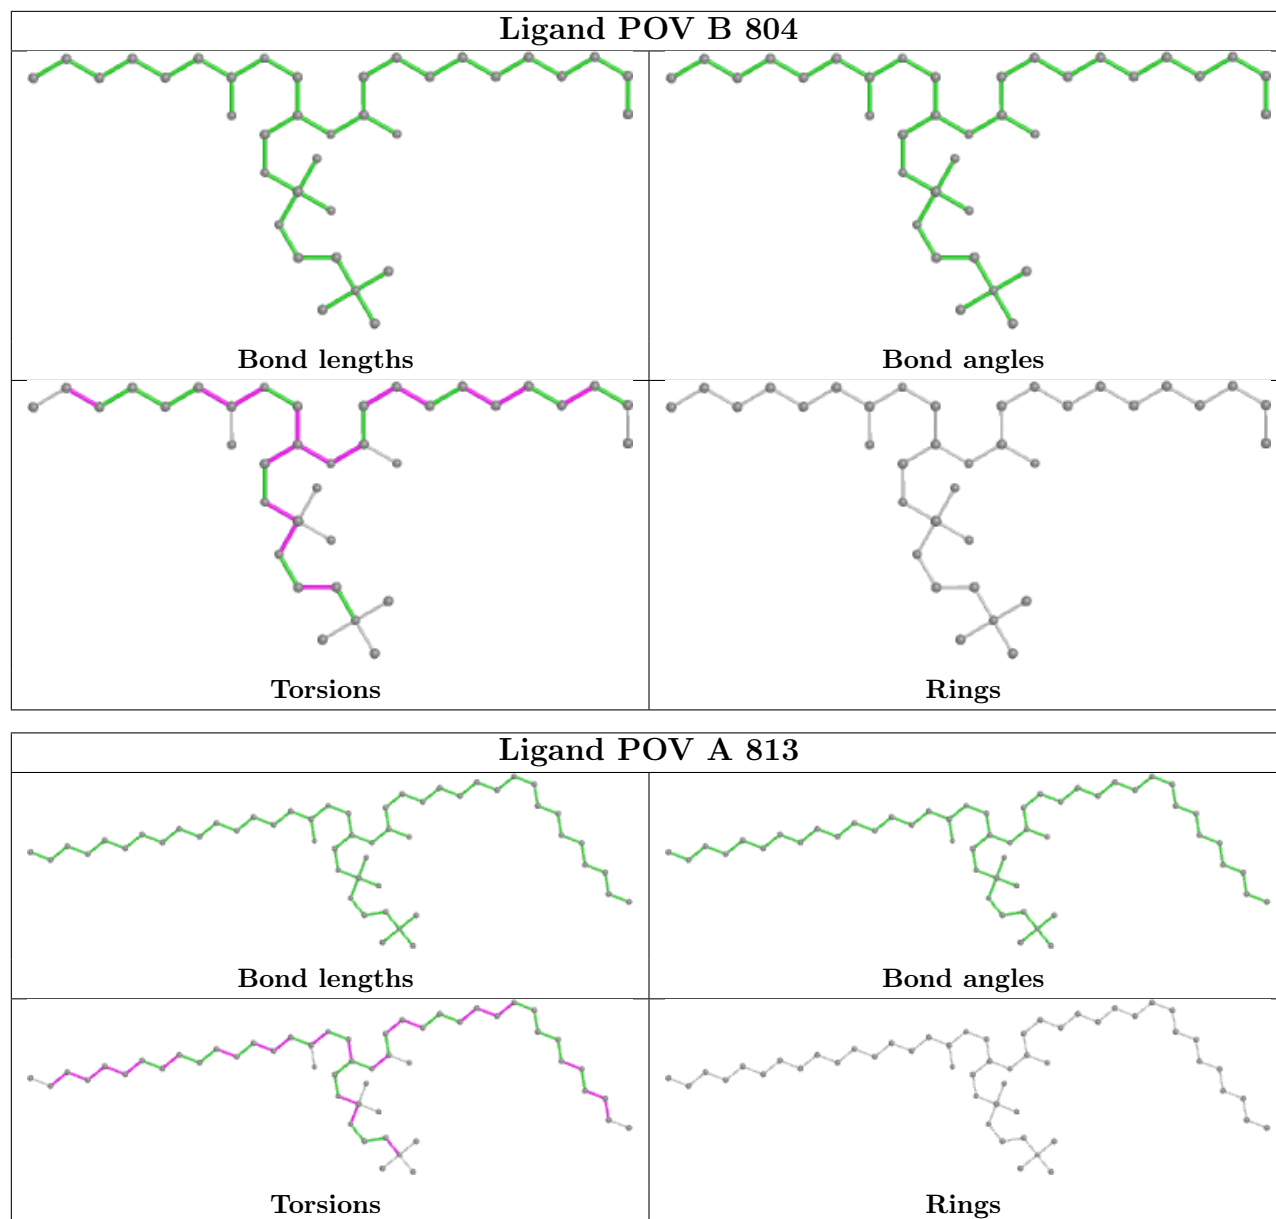 Ligand POV B 804
Bond lengths
Bond angles
Torsions
Rings
Ligand POV A 813
Bond lengths
Bond angles
Torsions
Rings